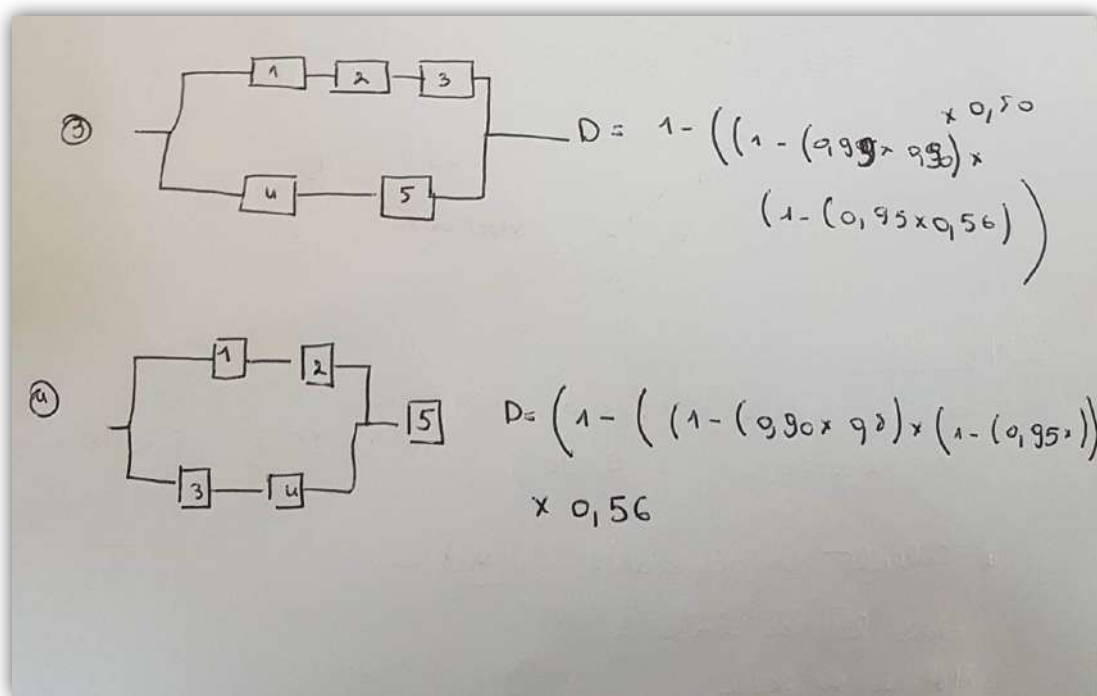 3
1 2 3
4 5
D = 1 - ((1 - (0,99 × 0,90) ×
× 0,50
(1 - (0,95 × 0,56)))
4
1 2
5
3 4
D = (1 - ((1 - (0,90 × 0,8) × (1 - (0,95 × ))
× 0,56